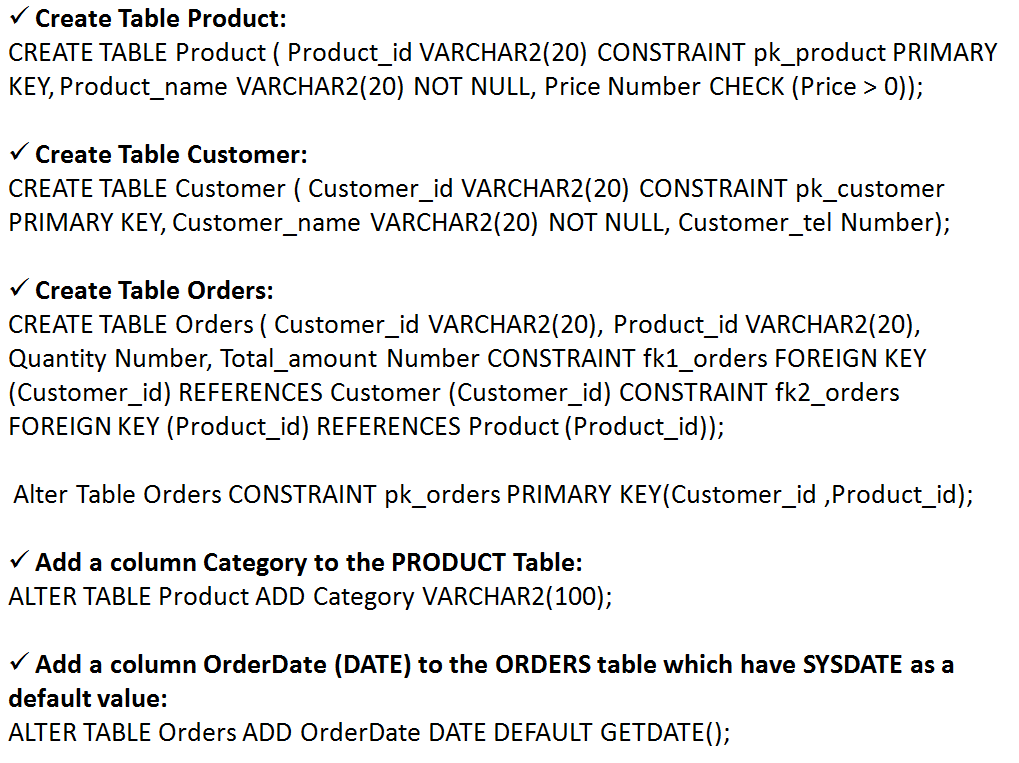 ✓ Create Table Product:
CREATE TABLE Product ( Product_id VARCHAR2(20) CONSTRAINT pk_product PRIMARY
KEY, Product_name VARCHAR2(20) NOT NULL, Price Number CHECK (Price > 0));
✓ Create Table Customer:
CREATE TABLE Customer ( Customer_id VARCHAR2(20) CONSTRAINT pk_customer
PRIMARY KEY, Customer_name VARCHAR2(20) NOT NULL, Customer_tel Number);
✓ Create Table Orders:
CREATE TABLE Orders ( Customer_id VARCHAR2(20), Product_id VARCHAR2(20),
Quantity Number, Total_amount Number CONSTRAINT fk1_orders FOREIGN KEY
(Customer_id) REFERENCES Customer (Customer_id) CONSTRAINT fk2_orders
FOREIGN KEY (Product_id) REFERENCES Product (Product_id));
Alter Table Orders CONSTRAINT pk_orders PRIMARY KEY(Customer_id ,Product_id);
✓ Add a column Category to the PRODUCT Table:
ALTER TABLE Product ADD Category VARCHAR2(100);
✓ Add a column OrderDate (DATE) to the ORDERS table which have SYSDATE as a
default value:
ALTER TABLE Orders ADD OrderDate DATE DEFAULT GETDATE();